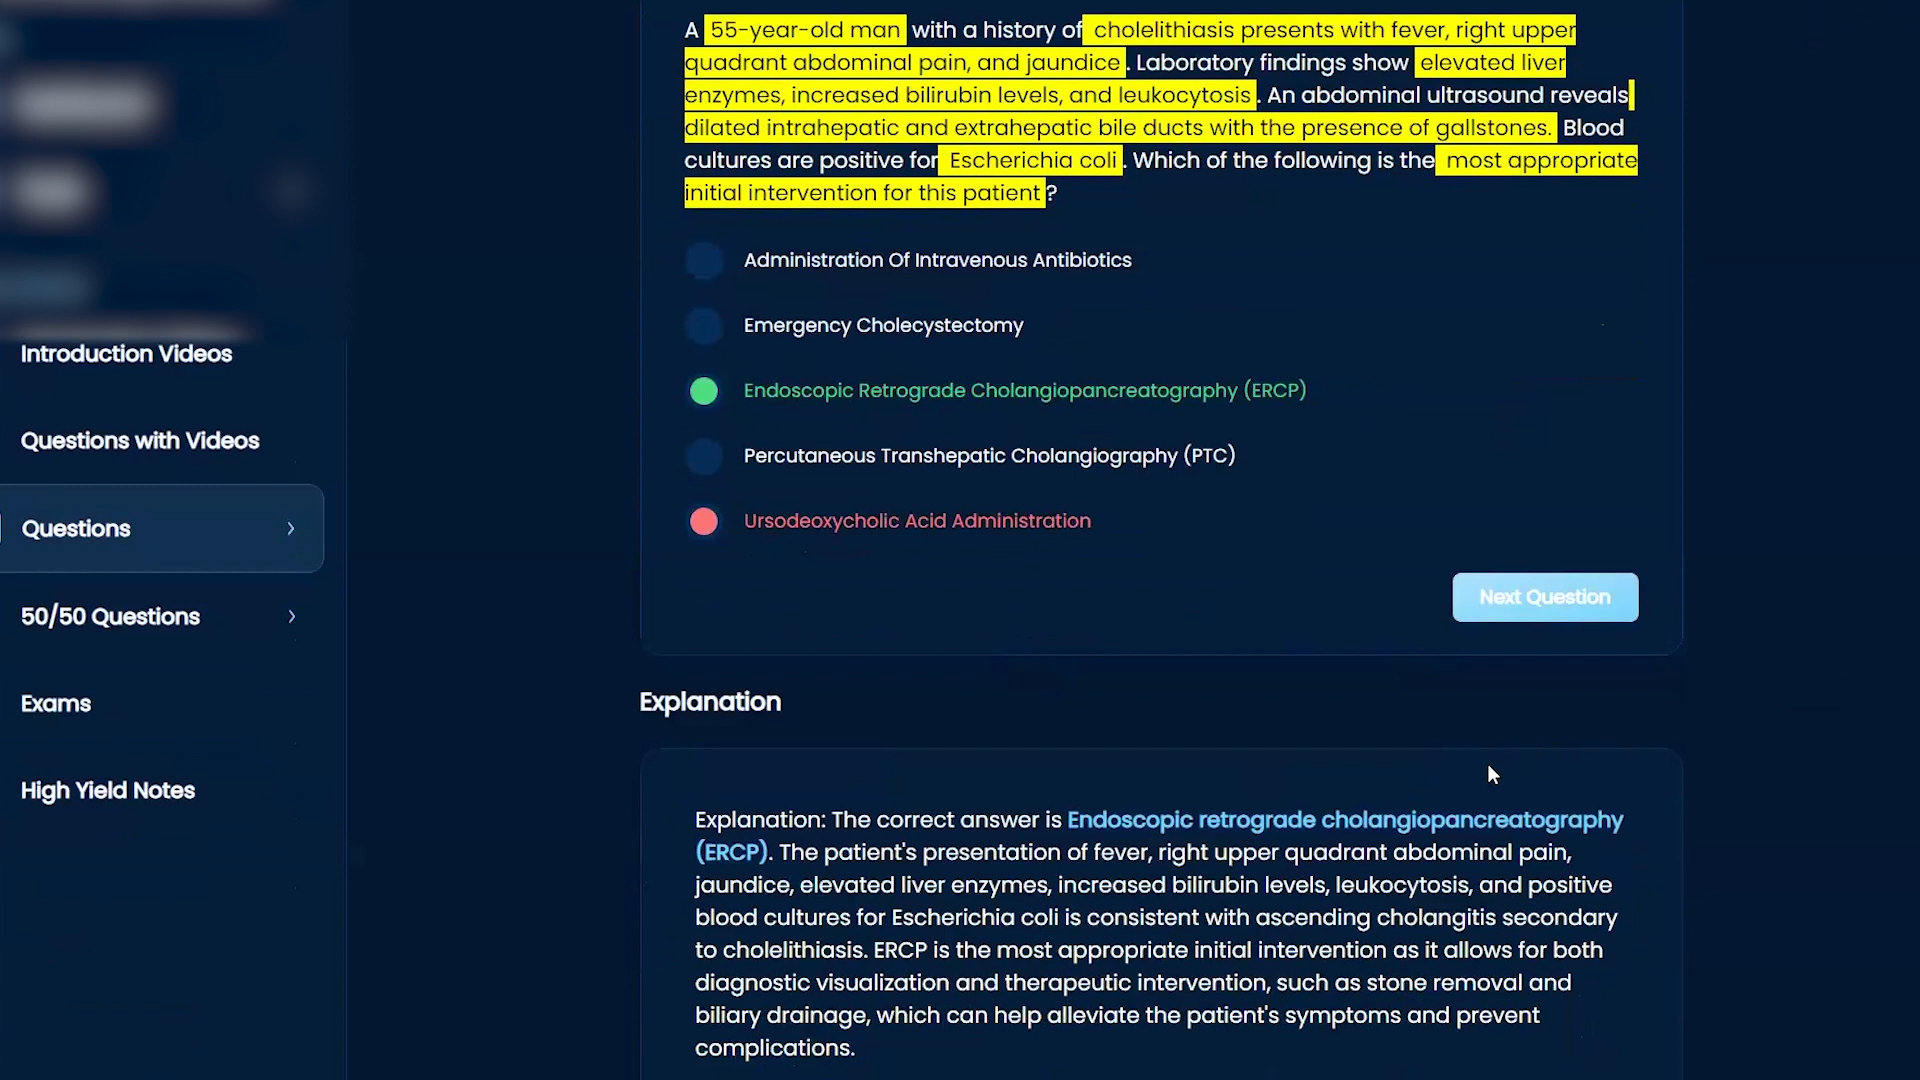 A 55-year-old man with a history of cholelithiasis presents with fever, right upper
quadrant abdominal pain, and jaundice. Laboratory findings show elevated liver
enzymes, increased bilirubin levels, and leukocytosis. An abdominal ultrasound reveals
dilated intrahepatic and extrahepatic bile ducts with the presence of gallstones. Blood
cultures are positive for Escherichia coli. Which of the following is the most appropriate
initial intervention for this patient?
Administration Of Intravenous Antibiotics
Emergency Cholecystectomy
Endoscopic Retrograde Cholangiopancreatography (ERCP)
Percutaneous Transhepatic Cholangiography (PTC)
Ursodeoxycholic Acid Administration
Next Question
Introduction Videos
Questions with Videos
Questions
50/50 Questions
Exams
High Yield Notes
Explanation
Explanation: The correct answer is Endoscopic retrograde cholangiopancreatography
(ERCP). The patient's presentation of fever, right upper quadrant abdominal pain,
jaundice, elevated liver enzymes, increased bilirubin levels, leukocytosis, and positive
blood cultures for Escherichia coli is consistent with ascending cholangitis secondary
to cholelithiasis. ERCP is the most appropriate initial intervention as it allows for both
diagnostic visualization and therapeutic intervention, such as stone removal and
biliary drainage, which can help alleviate the patient's symptoms and prevent
complications.